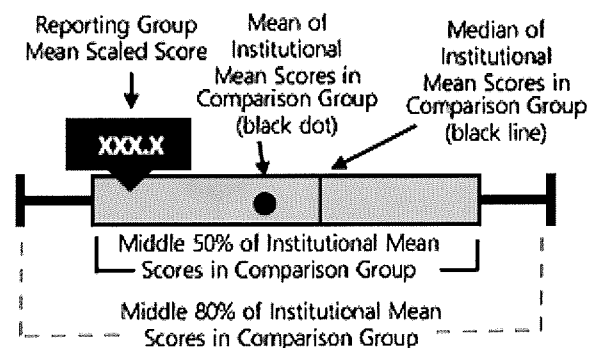 Reporting Group
Mean Scaled Score
Mean of
Institutional
Mean Scores in
Comparison Group
(black dot)
Median of
Institutional
Mean Scores in
Comparison Group
(black line)
XXX.X
Middle 50% of Institutional Mean
Scores in Comparison Group
Middle 80% of Institutional Mean
Scores in Comparison Group